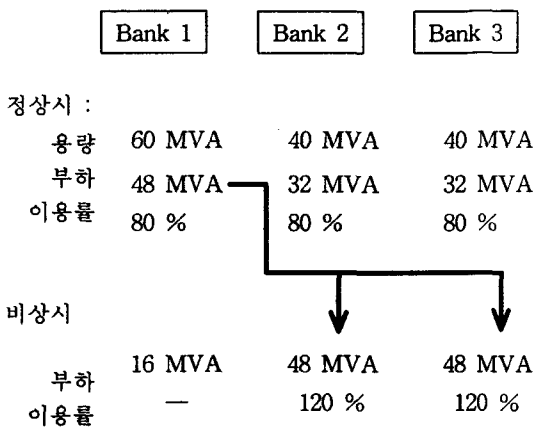 Bank 1 Bank 2 Bank 3
정상시 :
용량 60 MVA 40 MVA 40 MVA
부하 48 MVA 32 MVA 32 MVA
이용률 80 % 80 % 80 %
비상시
부하 16 MVA 48 MVA 48 MVA
이용률 — 120 % 120 %